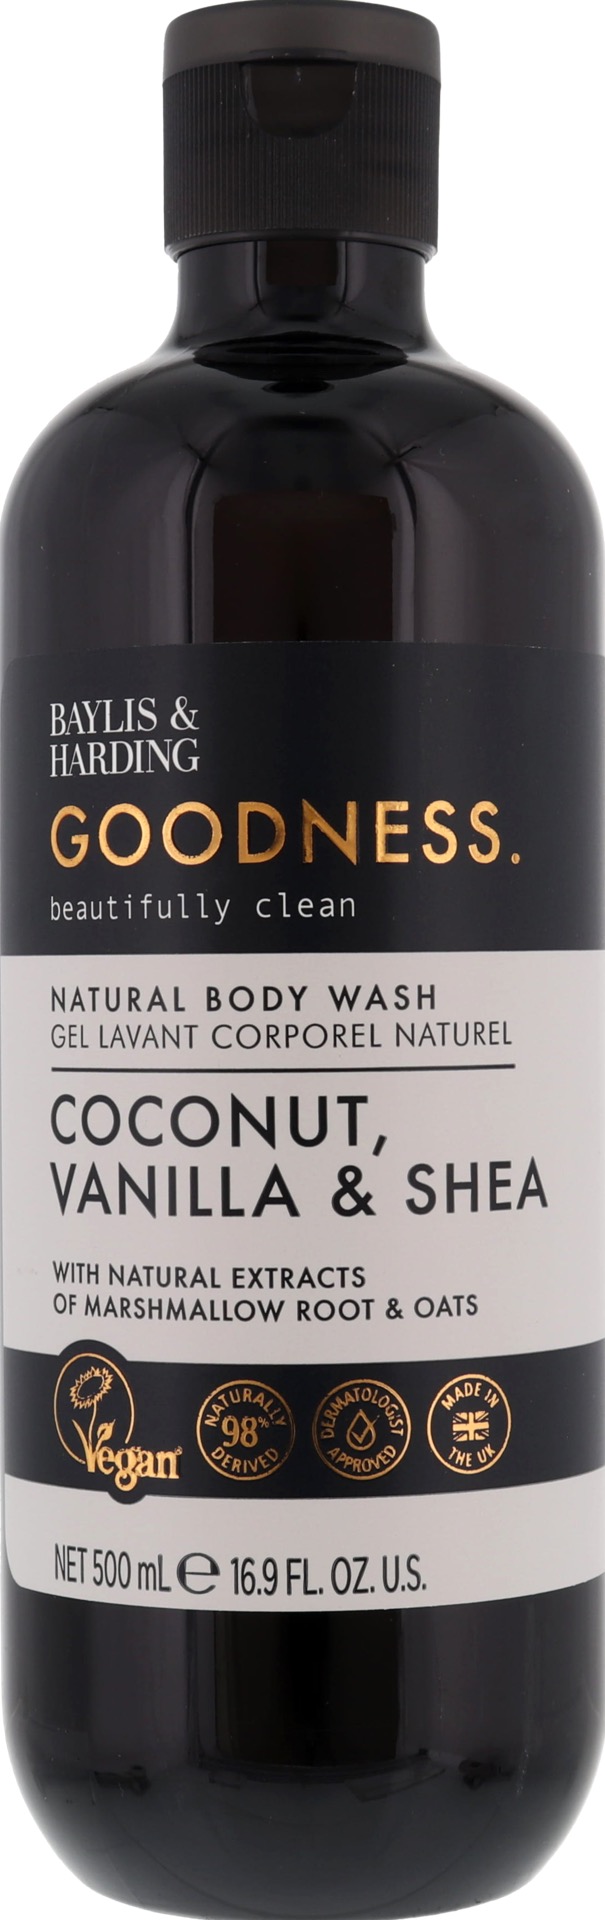 BAYLIS &
HARDING
GOODNESS.
beautifully clean
NATURAL BODY WASH
GEL LAVANT CORPOREL NATUREL
COCONUT,
VANILLA & SHEA
WITH NATURAL EXTRACTS
OF MARSHMALLOW ROOT & OATS
Vegan
NATURALLY
98%
DERIVED
DERMATOLOGIST
APPROVED
MADE IN
THE UK
NET 500 mL e 16.9 FL. OZ. U.S.